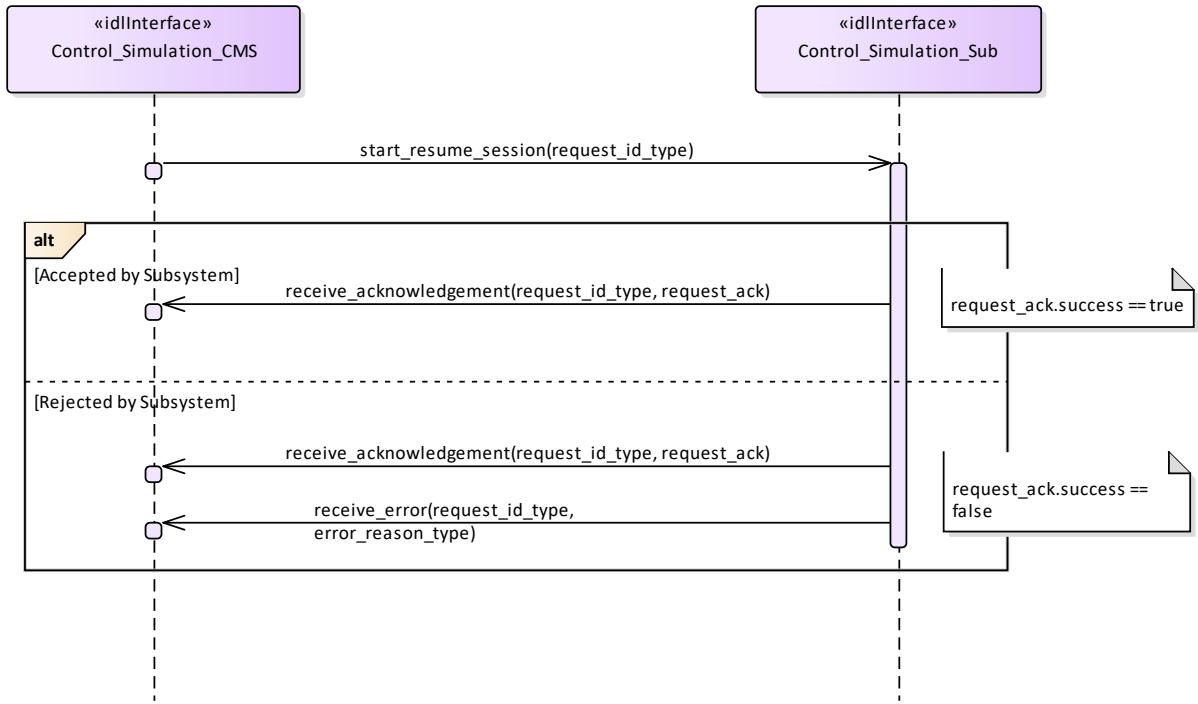 «idlInterface»
Control_Simulation_CMS
«idlInterface»
Control_Simulation_Sub
start_resume_session(request_id_type)
alt
[Accepted by Subsystem]
receive_acknowledgement(request_id_type, request_ack)
request_ack.success == true
[Rejected by Subsystem]
receive_acknowledgement(request_id_type, request_ack)
request_ack.success ==
false
receive_error(request_id_type,
error_reason_type)